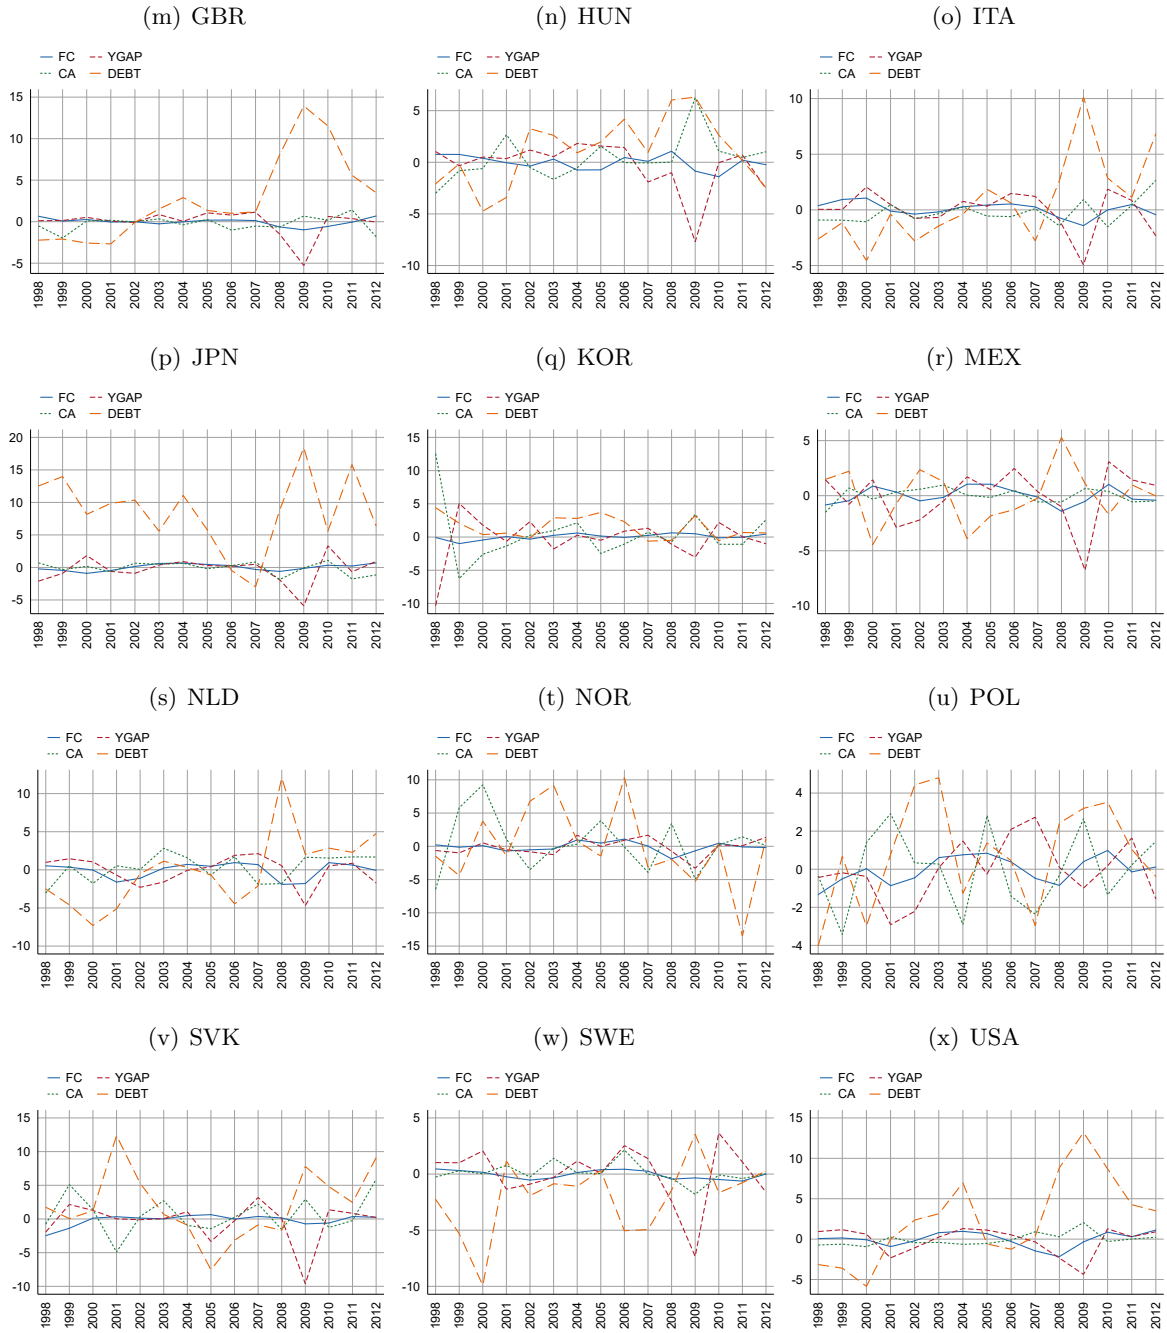 (m) GBR
(n) HUN
(o) ITA
FC YGAP
CA DEBT
FC YGAP
CA DEBT
FC YGAP
CA DEBT
15
10
5
0
-5
5
0
-5
-10
10
5
0
-5
1998 1999 2000 2001 2002 2003 2004 2005 2006 2007 2008 2009 2010 2011 2012
1998 1999 2000 2001 2002 2003 2004 2005 2006 2007 2008 2009 2010 2011 2012
1998 1999 2000 2001 2002 2003 2004 2005 2006 2007 2008 2009 2010 2011 2012
(p) JPN
(q) KOR
(r) MEX
FC YGAP
CA DEBT
FC YGAP
CA DEBT
FC YGAP
CA DEBT
20
15
10
5
0
-5
15
10
5
0
-5
-10
5
0
-5
-10
1998 1999 2000 2001 2002 2003 2004 2005 2006 2007 2008 2009 2010 2011 2012
1998 1999 2000 2001 2002 2003 2004 2005 2006 2007 2008 2009 2010 2011 2012
1998 1999 2000 2001 2002 2003 2004 2005 2006 2007 2008 2009 2010 2011 2012
(s) NLD
(t) NOR
(u) POL
FC YGAP
CA DEBT
FC YGAP
CA DEBT
FC YGAP
CA DEBT
10
5
0
-5
-10
10
5
0
-5
-10
-15
4
2
0
-2
-4
1998 1999 2000 2001 2002 2003 2004 2005 2006 2007 2008 2009 2010 2011 2012
1998 1999 2000 2001 2002 2003 2004 2005 2006 2007 2008 2009 2010 2011 2012
1998 1999 2000 2001 2002 2003 2004 2005 2006 2007 2008 2009 2010 2011 2012
(v) SVK
(w) SWE
(x) USA
FC YGAP
CA DEBT
FC YGAP
CA DEBT
FC YGAP
CA DEBT
15
10
5
0
-5
-10
5
0
-5
-10
15
10
5
0
-5
1998 1999 2000 2001 2002 2003 2004 2005 2006 2007 2008 2009 2010 2011 2012
1998 1999 2000 2001 2002 2003 2004 2005 2006 2007 2008 2009 2010 2011 2012
1998 1999 2000 2001 2002 2003 2004 2005 2006 2007 2008 2009 2010 2011 2012